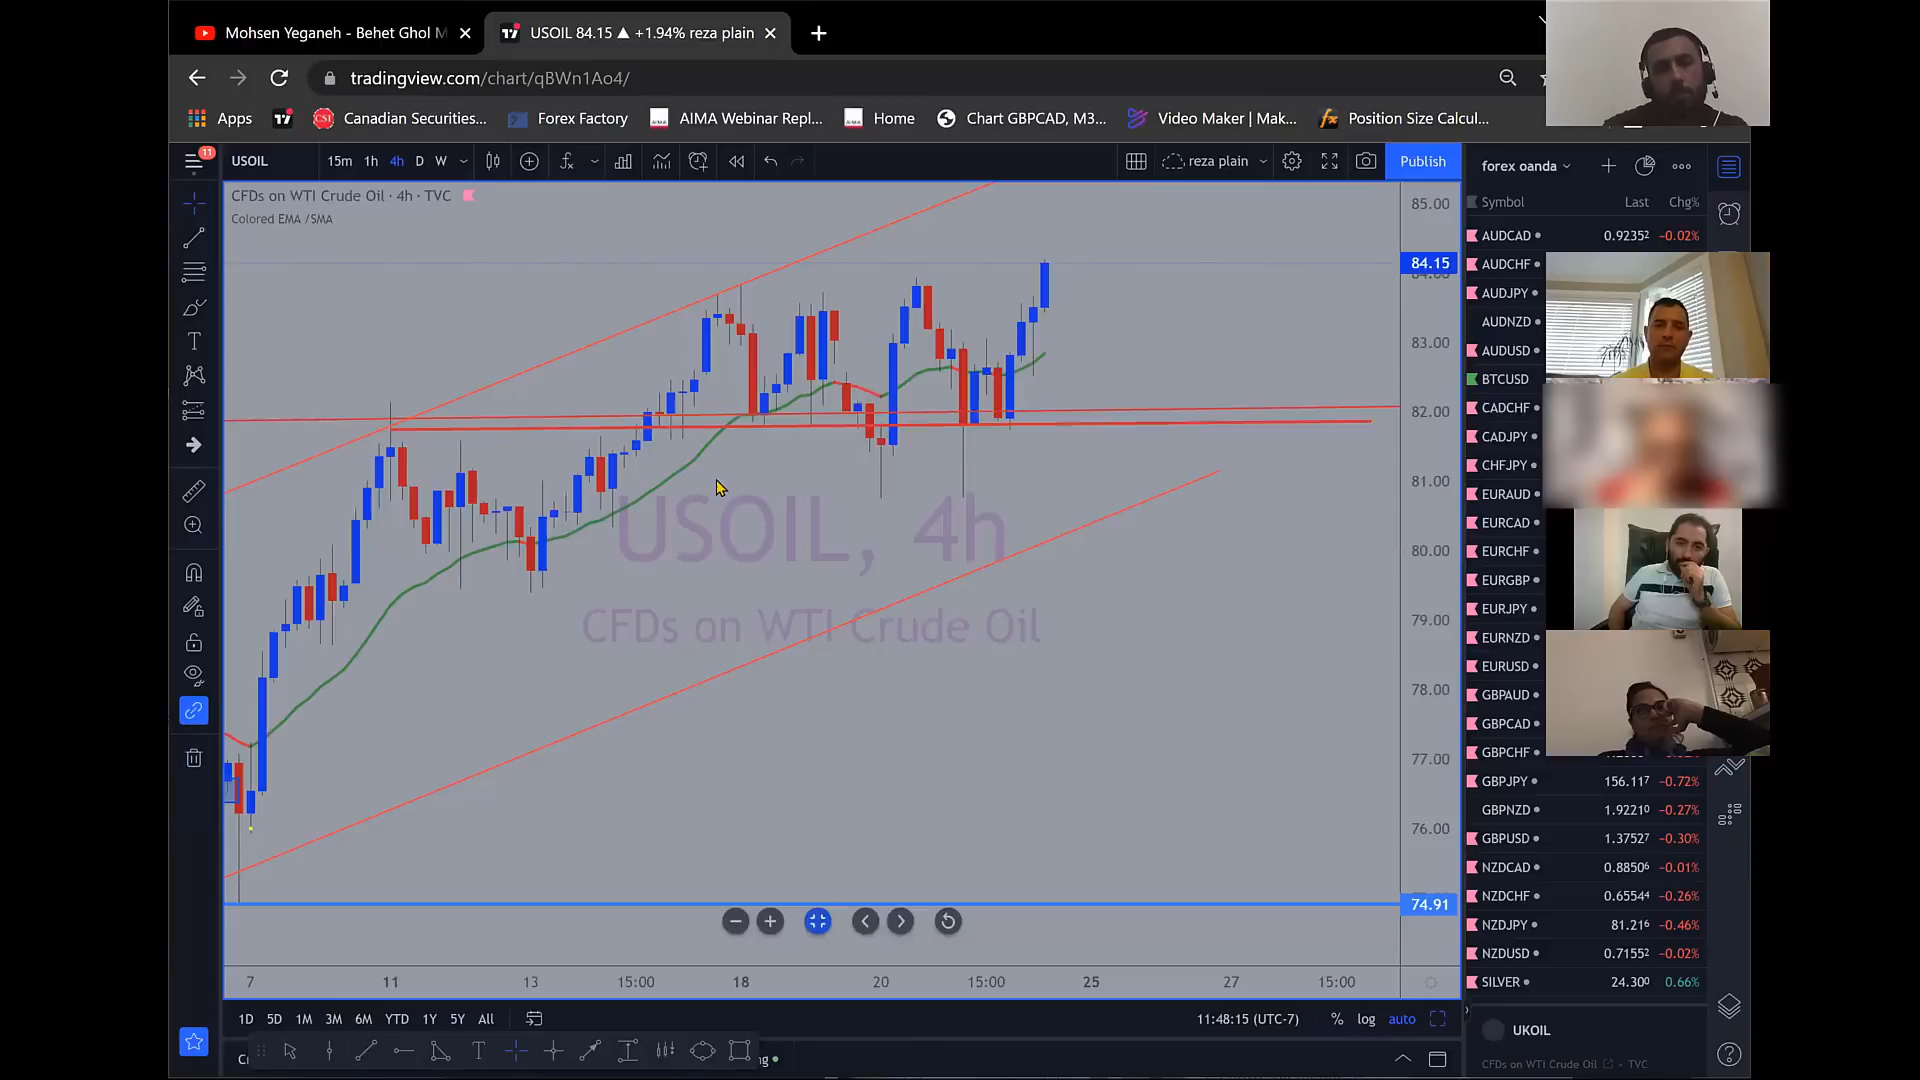 Mohsen Yeganeh - Behet Ghol M
USOIL 84.15 ▲ +1.94% reza plain
tradingview.com/chart/qBWn1Ao4/
Apps
Canadian Securities...
Forex Factory
AIMA Webinar Repl...
Home
Chart GBPCAD, M3...
Video Maker | Mak...
Position Size Calcul...
11
USOIL
15m 1h 4h D W
reza plain
Publish
forex oanda
CFDs on WTI Crude Oil · 4h · TVC
Colored EMA /SMA
Symbol Last Chg%
AUDCAD 0.9235² -0.02%
AUDCHF
AUDJPY
AUDNZD
AUDUSD
BTCUSD
CADCHF
CADJPY
CHFJPY
EURAUD
EURCAD
EURCHF
EURGBP
EURJPY
EURNZD
EURUSD
GBPAUD
GBPCAD
GBPCHF
GBPJPY 156.11⁷ -0.72%
GBPNZD 1.9221⁰ -0.27%
GBPUSD 1.3752⁷ -0.30%
NZDCAD 0.8850⁶ -0.01%
NZDCHF 0.6554⁴ -0.26%
NZDJPY 81.21⁶ -0.46%
NZDUSD 0.7155² -0.02%
SILVER 24.30⁰ 0.66%
85.00
84.15
83.00
82.00
81.00
80.00
79.00
78.00
77.00
76.00
74.91
USOIL, 4h
CFDs on WTI Crude Oil
7 11 13 15:00 18 20 15:00 25 27 15:00
1D 5D 1M 3M 6M YTD 1Y 5Y All
11:48:15 (UTC-7)
% log auto
UKOIL
CFDs on WTI Crude Oil TVC